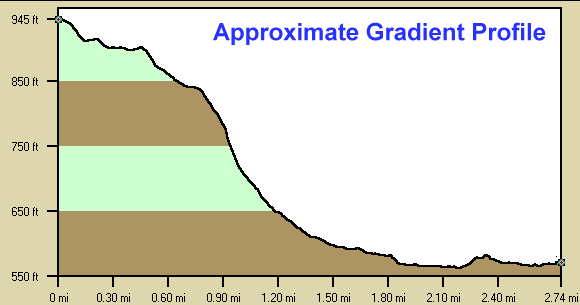 Approximate Gradient Profile
945 ft
850 ft
750 ft
650 ft
550 ft
0 mi 0.30 mi 0.60 mi 0.90 mi 1.20 mi 1.50 mi 1.80 mi 2.10 mi 2.40 mi 2.74 mi